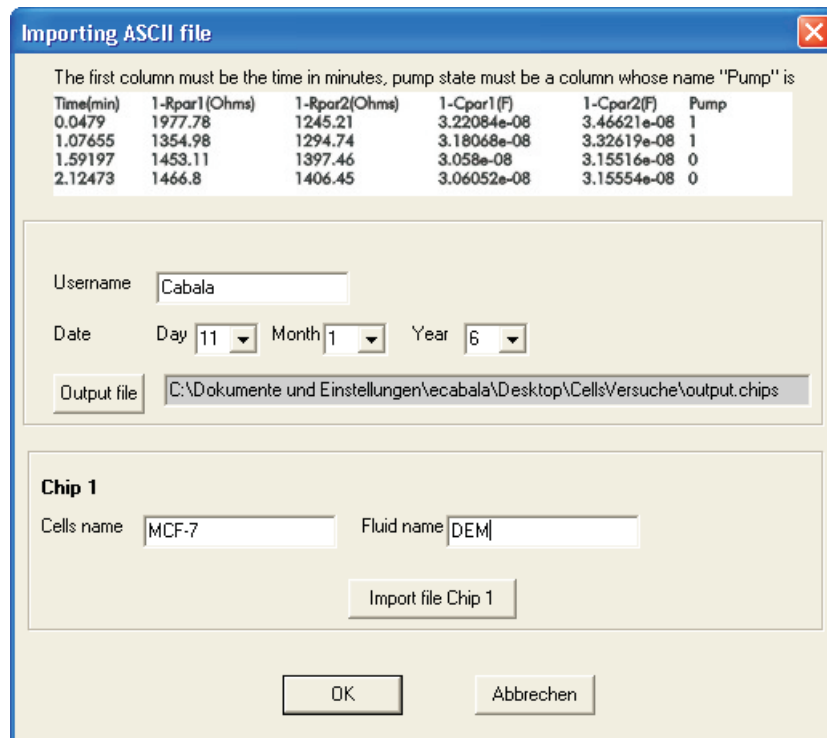 Importing ASCII file
The first column must be the time in minutes, pump state must be a column whose name "Pump" is
Time(min) 1-Rpar1(Ohms) 1-Rpar2(Ohms) 1-Cpar1(F) 1-Cpar2(F) Pump
0.0479 1977.78 1245.21 3.22084e-08 3.46621e-08 1
1.07655 1354.98 1294.74 3.18068e-08 3.32619e-08 1
1.59197 1453.11 1397.46 3.058e-08 3.15516e-08 0
2.12473 1466.8 1406.45 3.06052e-08 3.15554e-08 0
Username Cabala
Date Day 11 Month 1 Year 6
Output file C:\Dokumente und Einstellungen\ecabala\Desktop\CellsVersuche\output.chips
Chip 1
Cells name MCF-7 Fluid name DEM
Import file Chip 1
OK Abbrechen